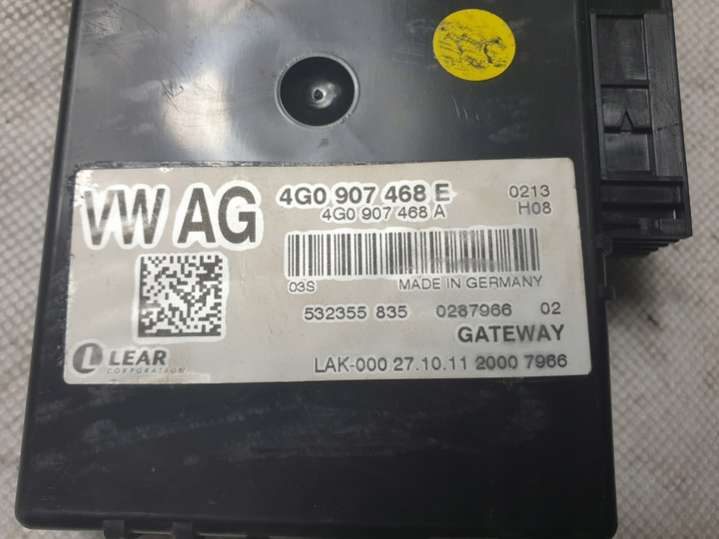 VW AG
4G0 907 468 E 0213
4G0 907 468 A H08
03S MADE IN GERMANY
532355 835 0287966 02
GATEWAY
LEAR
CORPORATION
LAK-000 27.10.11 2000 7966